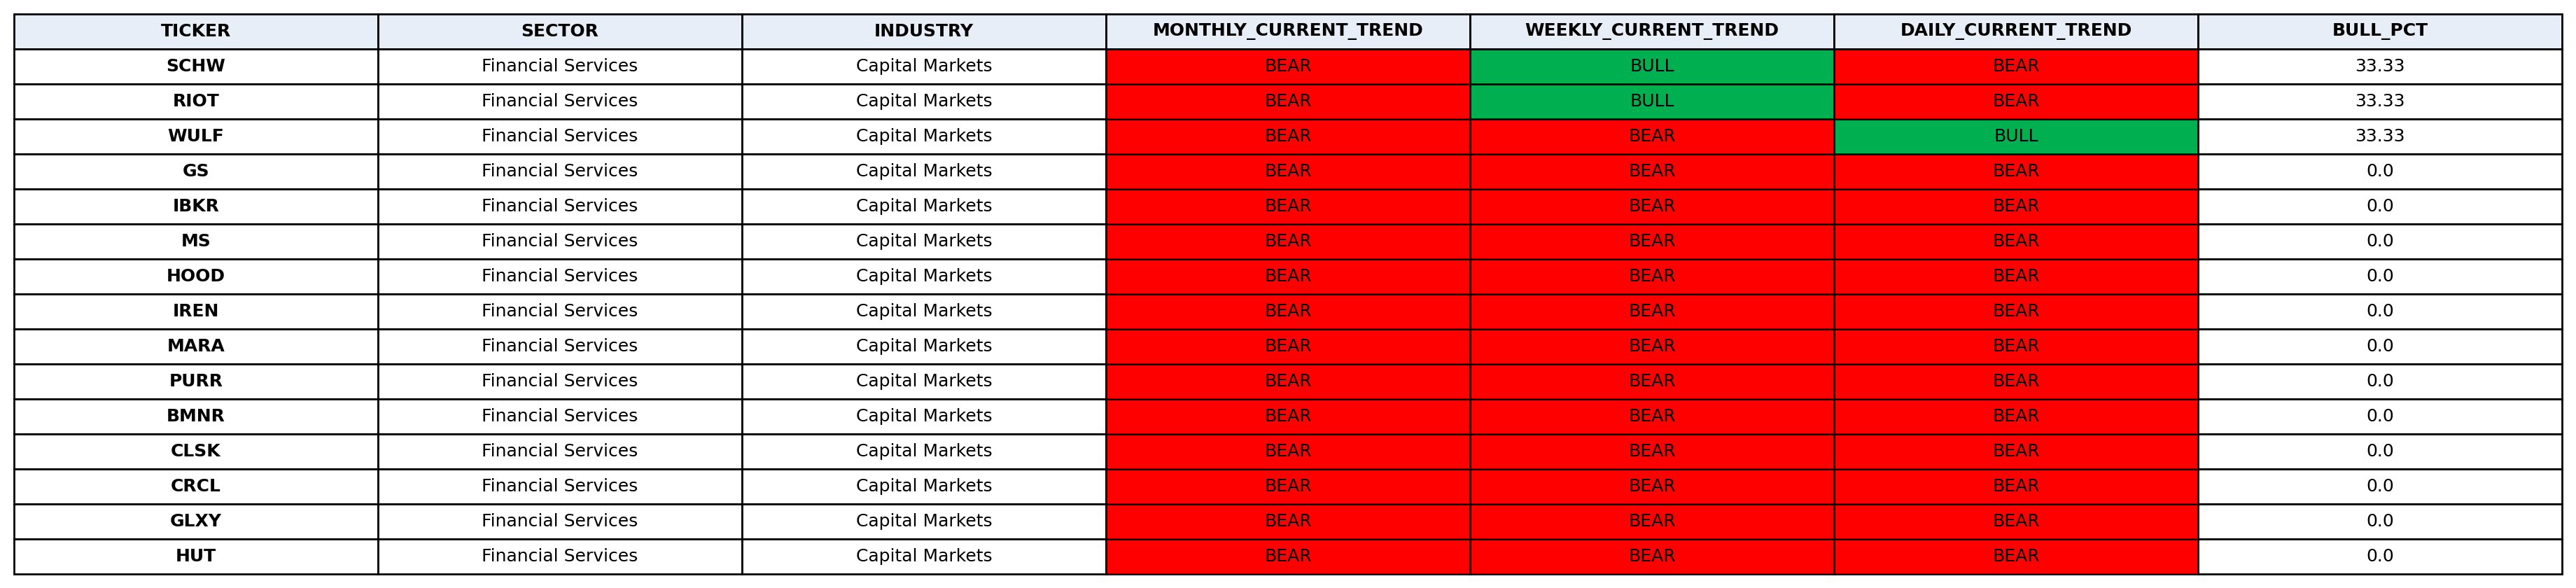 TICKER SECTOR INDUSTRY MONTHLY_CURRENT_TREND WEEKLY_CURRENT_TREND DAILY_CURRENT_TREND BULL_PCT
SCHW Financial Services Capital Markets BEAR BULL BEAR 33.33
RIOT Financial Services Capital Markets BEAR BULL BEAR 33.33
WULF Financial Services Capital Markets BEAR BEAR BULL 33.33
GS Financial Services Capital Markets BEAR BEAR BEAR 0.0
IBKR Financial Services Capital Markets BEAR BEAR BEAR 0.0
MS Financial Services Capital Markets BEAR BEAR BEAR 0.0
HOOD Financial Services Capital Markets BEAR BEAR BEAR 0.0
IREN Financial Services Capital Markets BEAR BEAR BEAR 0.0
MARA Financial Services Capital Markets BEAR BEAR BEAR 0.0
PURR Financial Services Capital Markets BEAR BEAR BEAR 0.0
BMNR Financial Services Capital Markets BEAR BEAR BEAR 0.0
CLSK Financial Services Capital Markets BEAR BEAR BEAR 0.0
CRCL Financial Services Capital Markets BEAR BEAR BEAR 0.0
GLXY Financial Services Capital Markets BEAR BEAR BEAR 0.0
HUT Financial Services Capital Markets BEAR BEAR BEAR 0.0